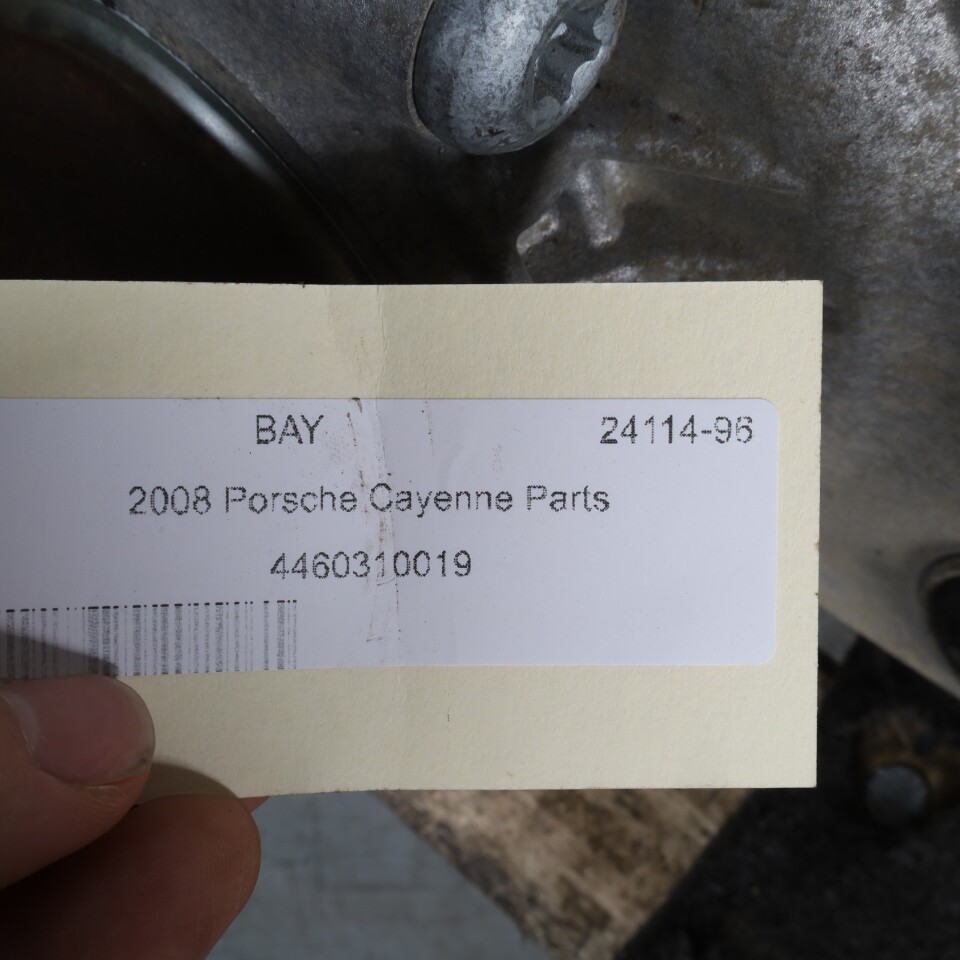 BAY 24114-96
2008 Porsche Cayenne Parts
4460310019